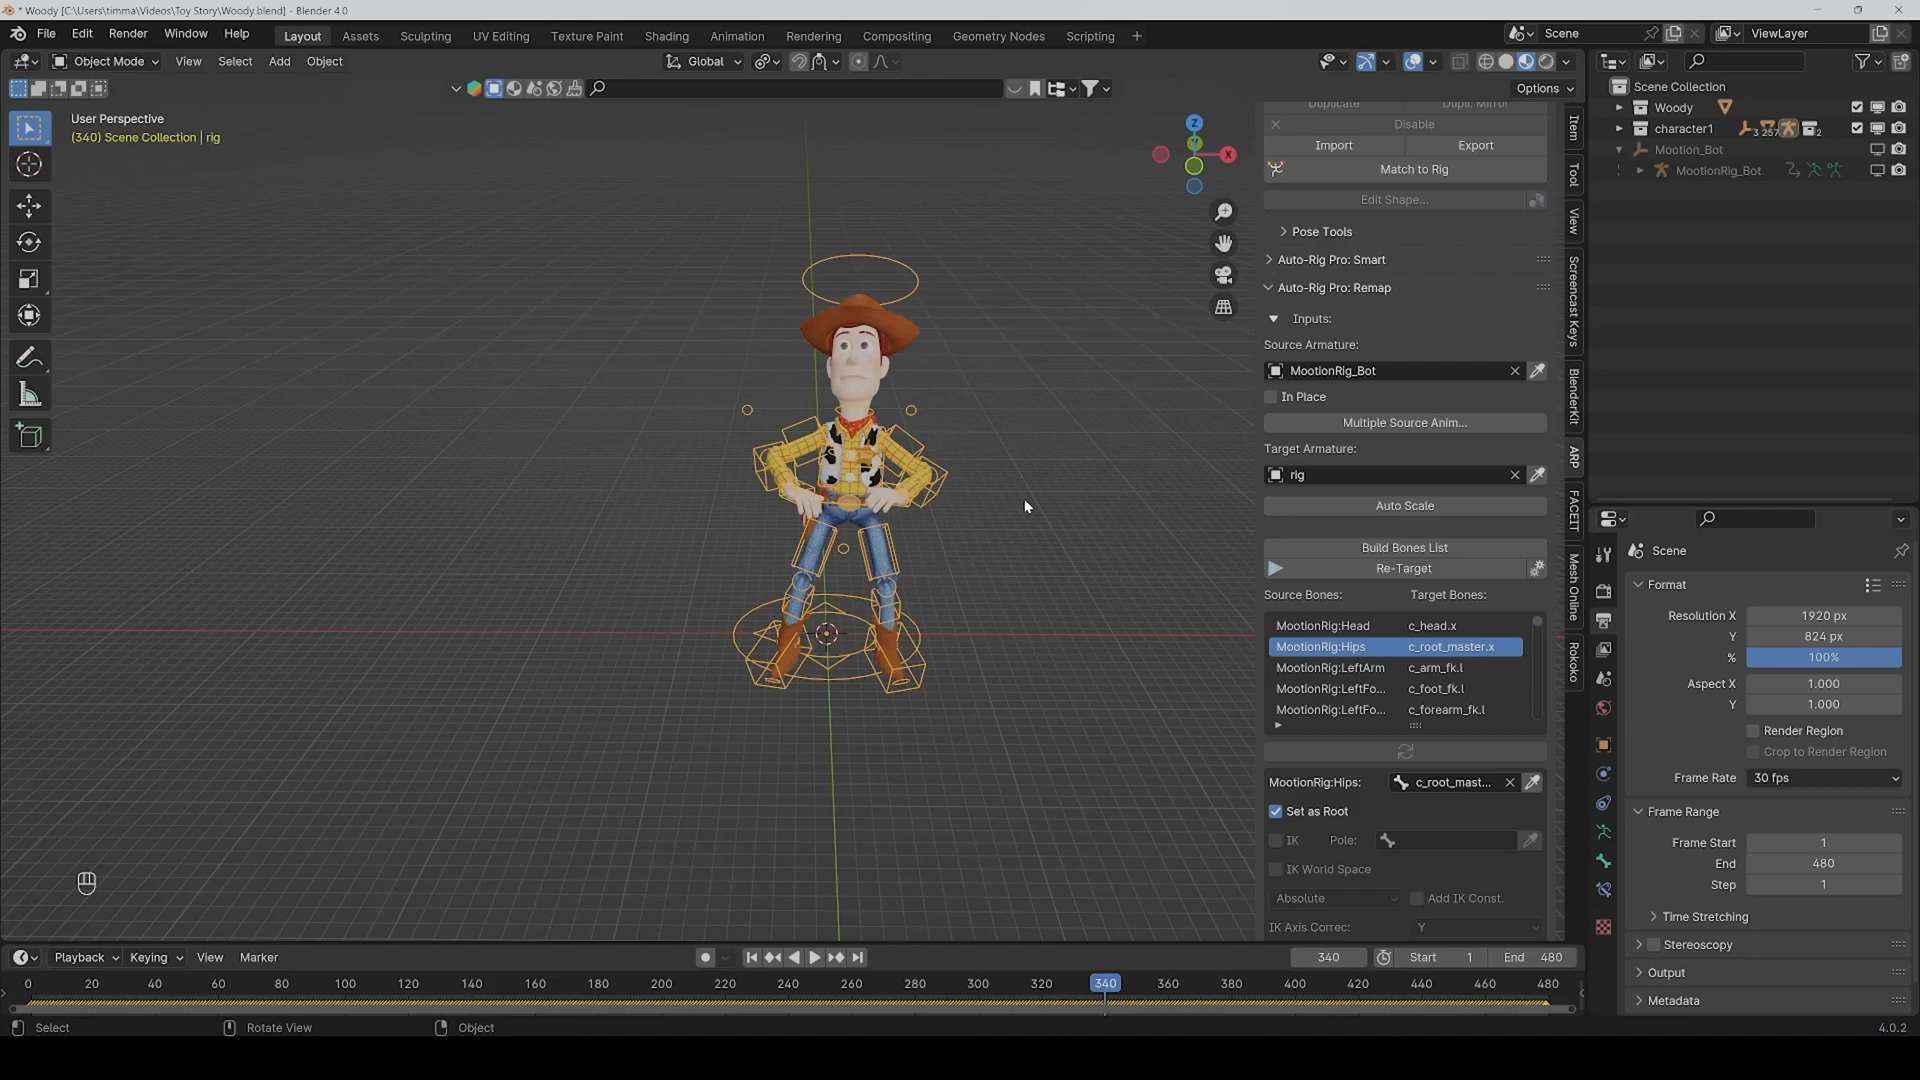 * Woody [C:\Users\timma\Videos\Toy Story\Woody.blend] - Blender 4.0
File Edit Render Window Help Layout Assets Sculpting UV Editing Texture Paint Shading Animation Rendering Compositing Geometry Nodes Scripting + Scene ViewLayer
Object Mode View Select Add Object Global
Options
User Perspective
(340) Scene Collection | rig
Z
Y
X
Duplicate Dupli. Mirror
Disable
Import Export
Match to Rig
Edit Shape...
Pose Tools
Auto-Rig Pro: Smart
Auto-Rig Pro: Remap
Inputs:
Source Armature:
MootionRig_Bot
In Place
Multiple Source Anim...
Target Armature:
rig
Auto Scale
Build Bones List
Re-Target
Source Bones: Target Bones:
MootionRig:Head c_head.x
MootionRig:Hips c_root_master.x
MootionRig:LeftArm c_arm_fk.l
MootionRig:LeftFo... c_foot_fk.l
MootionRig:LeftFo... c_forearm_fk.l
MootionRig:Hips: c_root_mast...
Set as Root
IK Pole:
IK World Space
Absolute Add IK Const.
IK Axis Correc: Y
Item
Tool
View
Screencast Keys
BlenderKit
ARP
FACEIT
Mesh Online
Rokoko
Scene Collection
Woody
character1 3 257 2
Mootion_Bot
MootionRig_Bot
Scene
Format
Resolution X 1920 px
Y 824 px
% 100%
Aspect X 1.000
Y 1.000
Render Region
Crop to Render Region
Frame Rate 30 fps
Frame Range
Frame Start 1
End 480
Step 1
Time Stretching
Stereoscopy
Output
Metadata
Playback Keying View Marker 340 Start 1 End 480
0 20 40 60 80 100 120 140 160 180 200 220 240 260 280 300 320 340 360 380 400 420 440 460 480
Select Rotate View Object 4.0.2